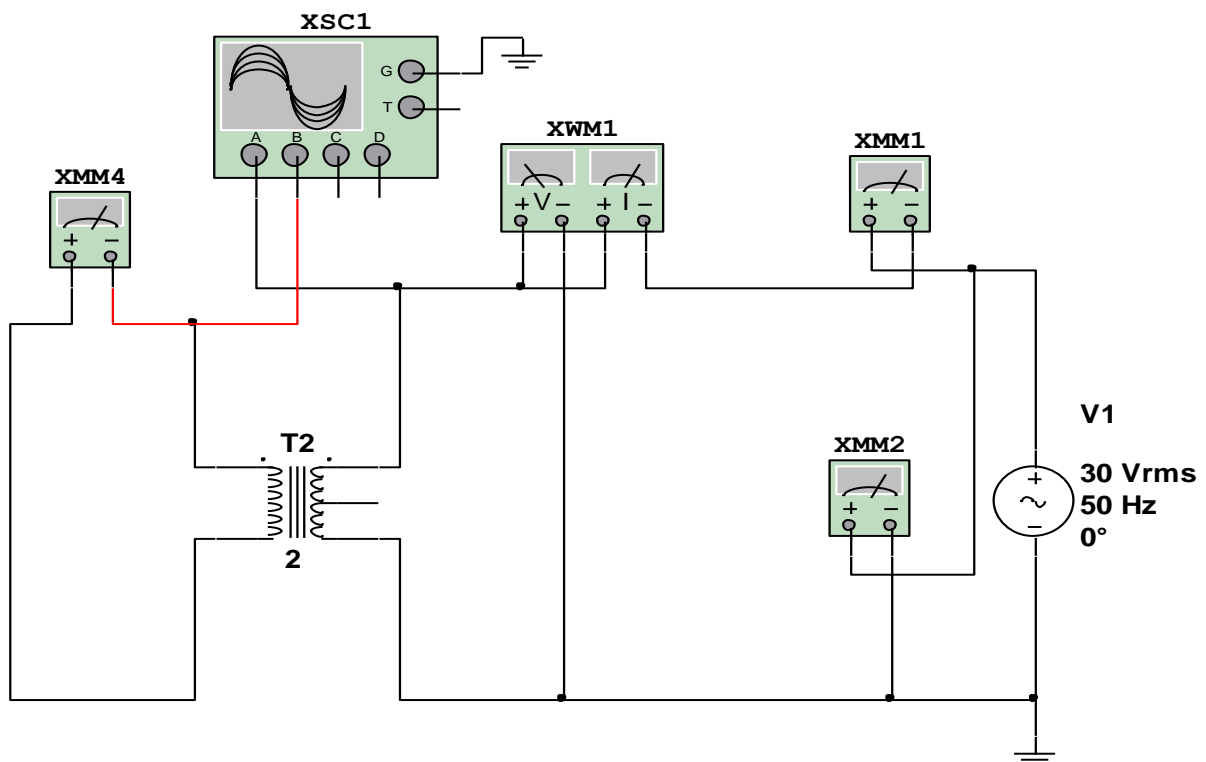 XSC1
G
T
A B C D
XWM1
+ V − + I −
XMM1
+ −
XMM4
+ −
T2
2
XMM2
+ −
V1
+
−
30 Vrms
50 Hz
0°